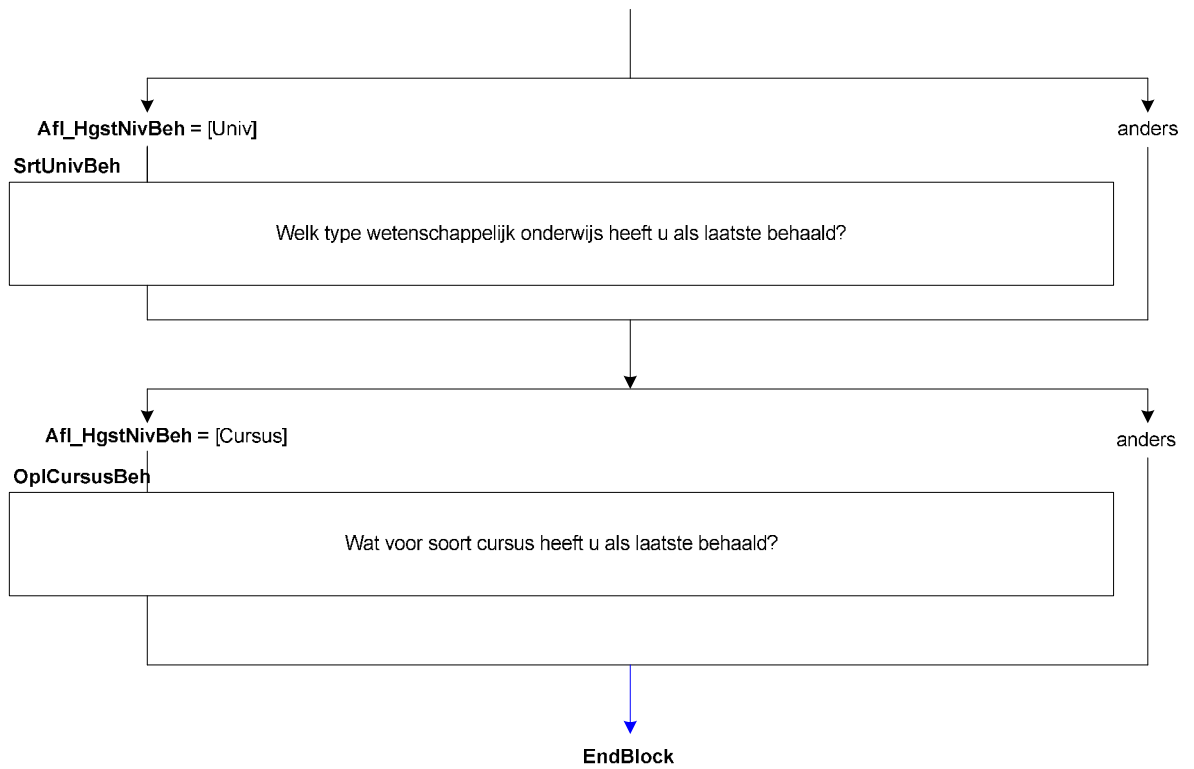 Afl_HgstNivBeh = [Univ]
anders
SrtUnivBeh
Welk type wetenschappelijk onderwijs heeft u als laatste behaald?
Afl_HgstNivBeh = [Cursus]
anders
OplCursusBeh
Wat voor soort cursus heeft u als laatste behaald?
EndBlock